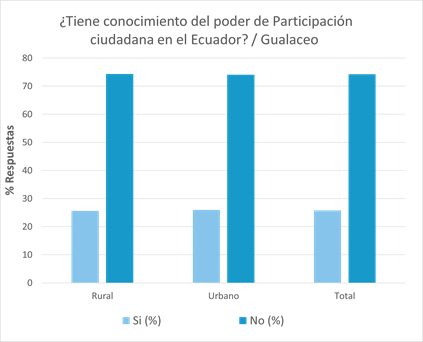 ¿Tiene conocimiento del poder de Participación
ciudadana en el Ecuador? / Gualaceo
80
70
60
50
40
30
20
10
0
% Respuestas
Rural
Urbano
Total
Si (%)
No (%)